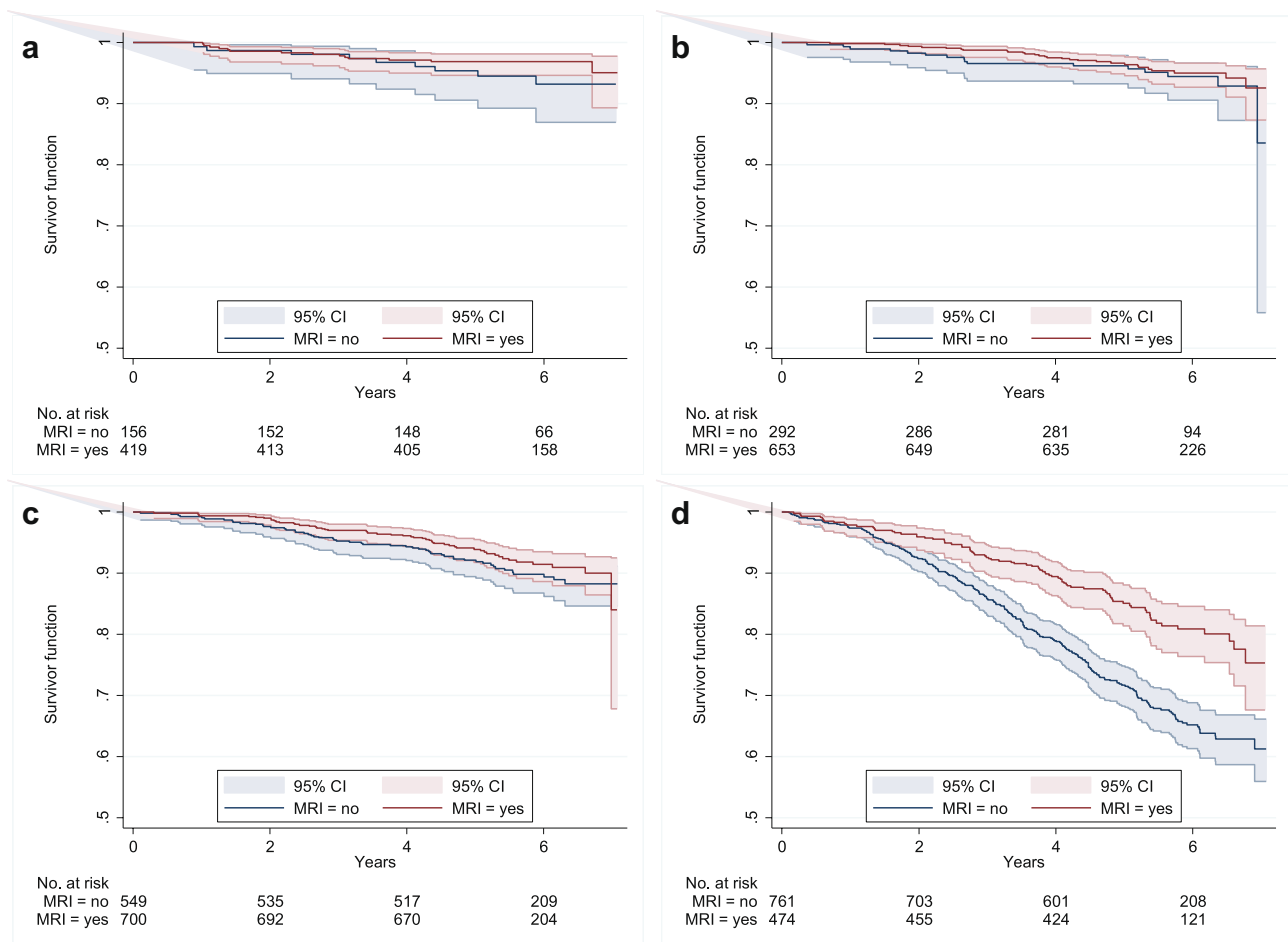 a
1
.9
.8
.7
.6
.5
Survivor function
95% CI 95% CI
MRI = no MRI = yes
0 2 4 6
Years
No. at risk
MRI = no 156 152 148 66
MRI = yes 419 413 405 158
b
1
.9
.8
.7
.6
.5
Survivor function
95% CI 95% CI
MRI = no MRI = yes
0 2 4 6
Years
No. at risk
MRI = no 292 286 281 94
MRI = yes 653 649 635 226
c
1
.9
.8
.7
.6
.5
Survivor function
95% CI 95% CI
MRI = no MRI = yes
0 2 4 6
Years
No. at risk
MRI = no 549 535 517 209
MRI = yes 700 692 670 204
d
1
.9
.8
.7
.6
.5
Survivor function
95% CI 95% CI
MRI = no MRI = yes
0 2 4 6
Years
No. at risk
MRI = no 761 703 601 208
MRI = yes 474 455 424 121